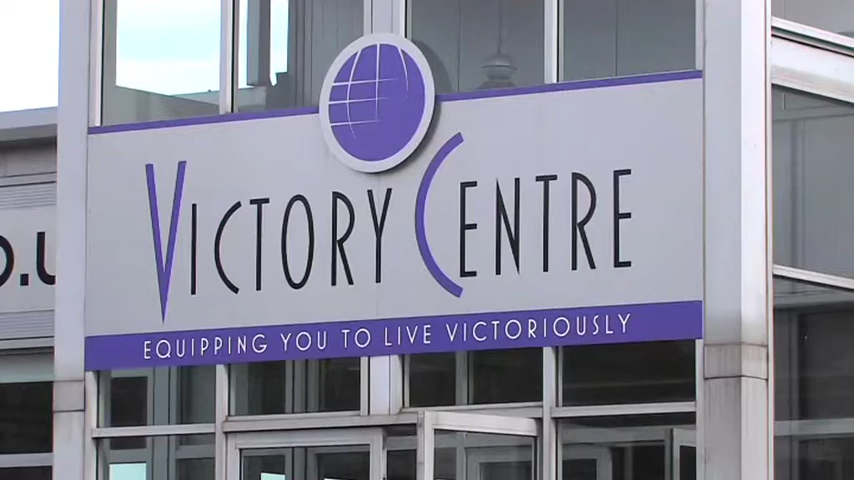 o.u
VICTORY CENTRE
EQUIPPING YOU TO LIVE VICTORIOUSLY